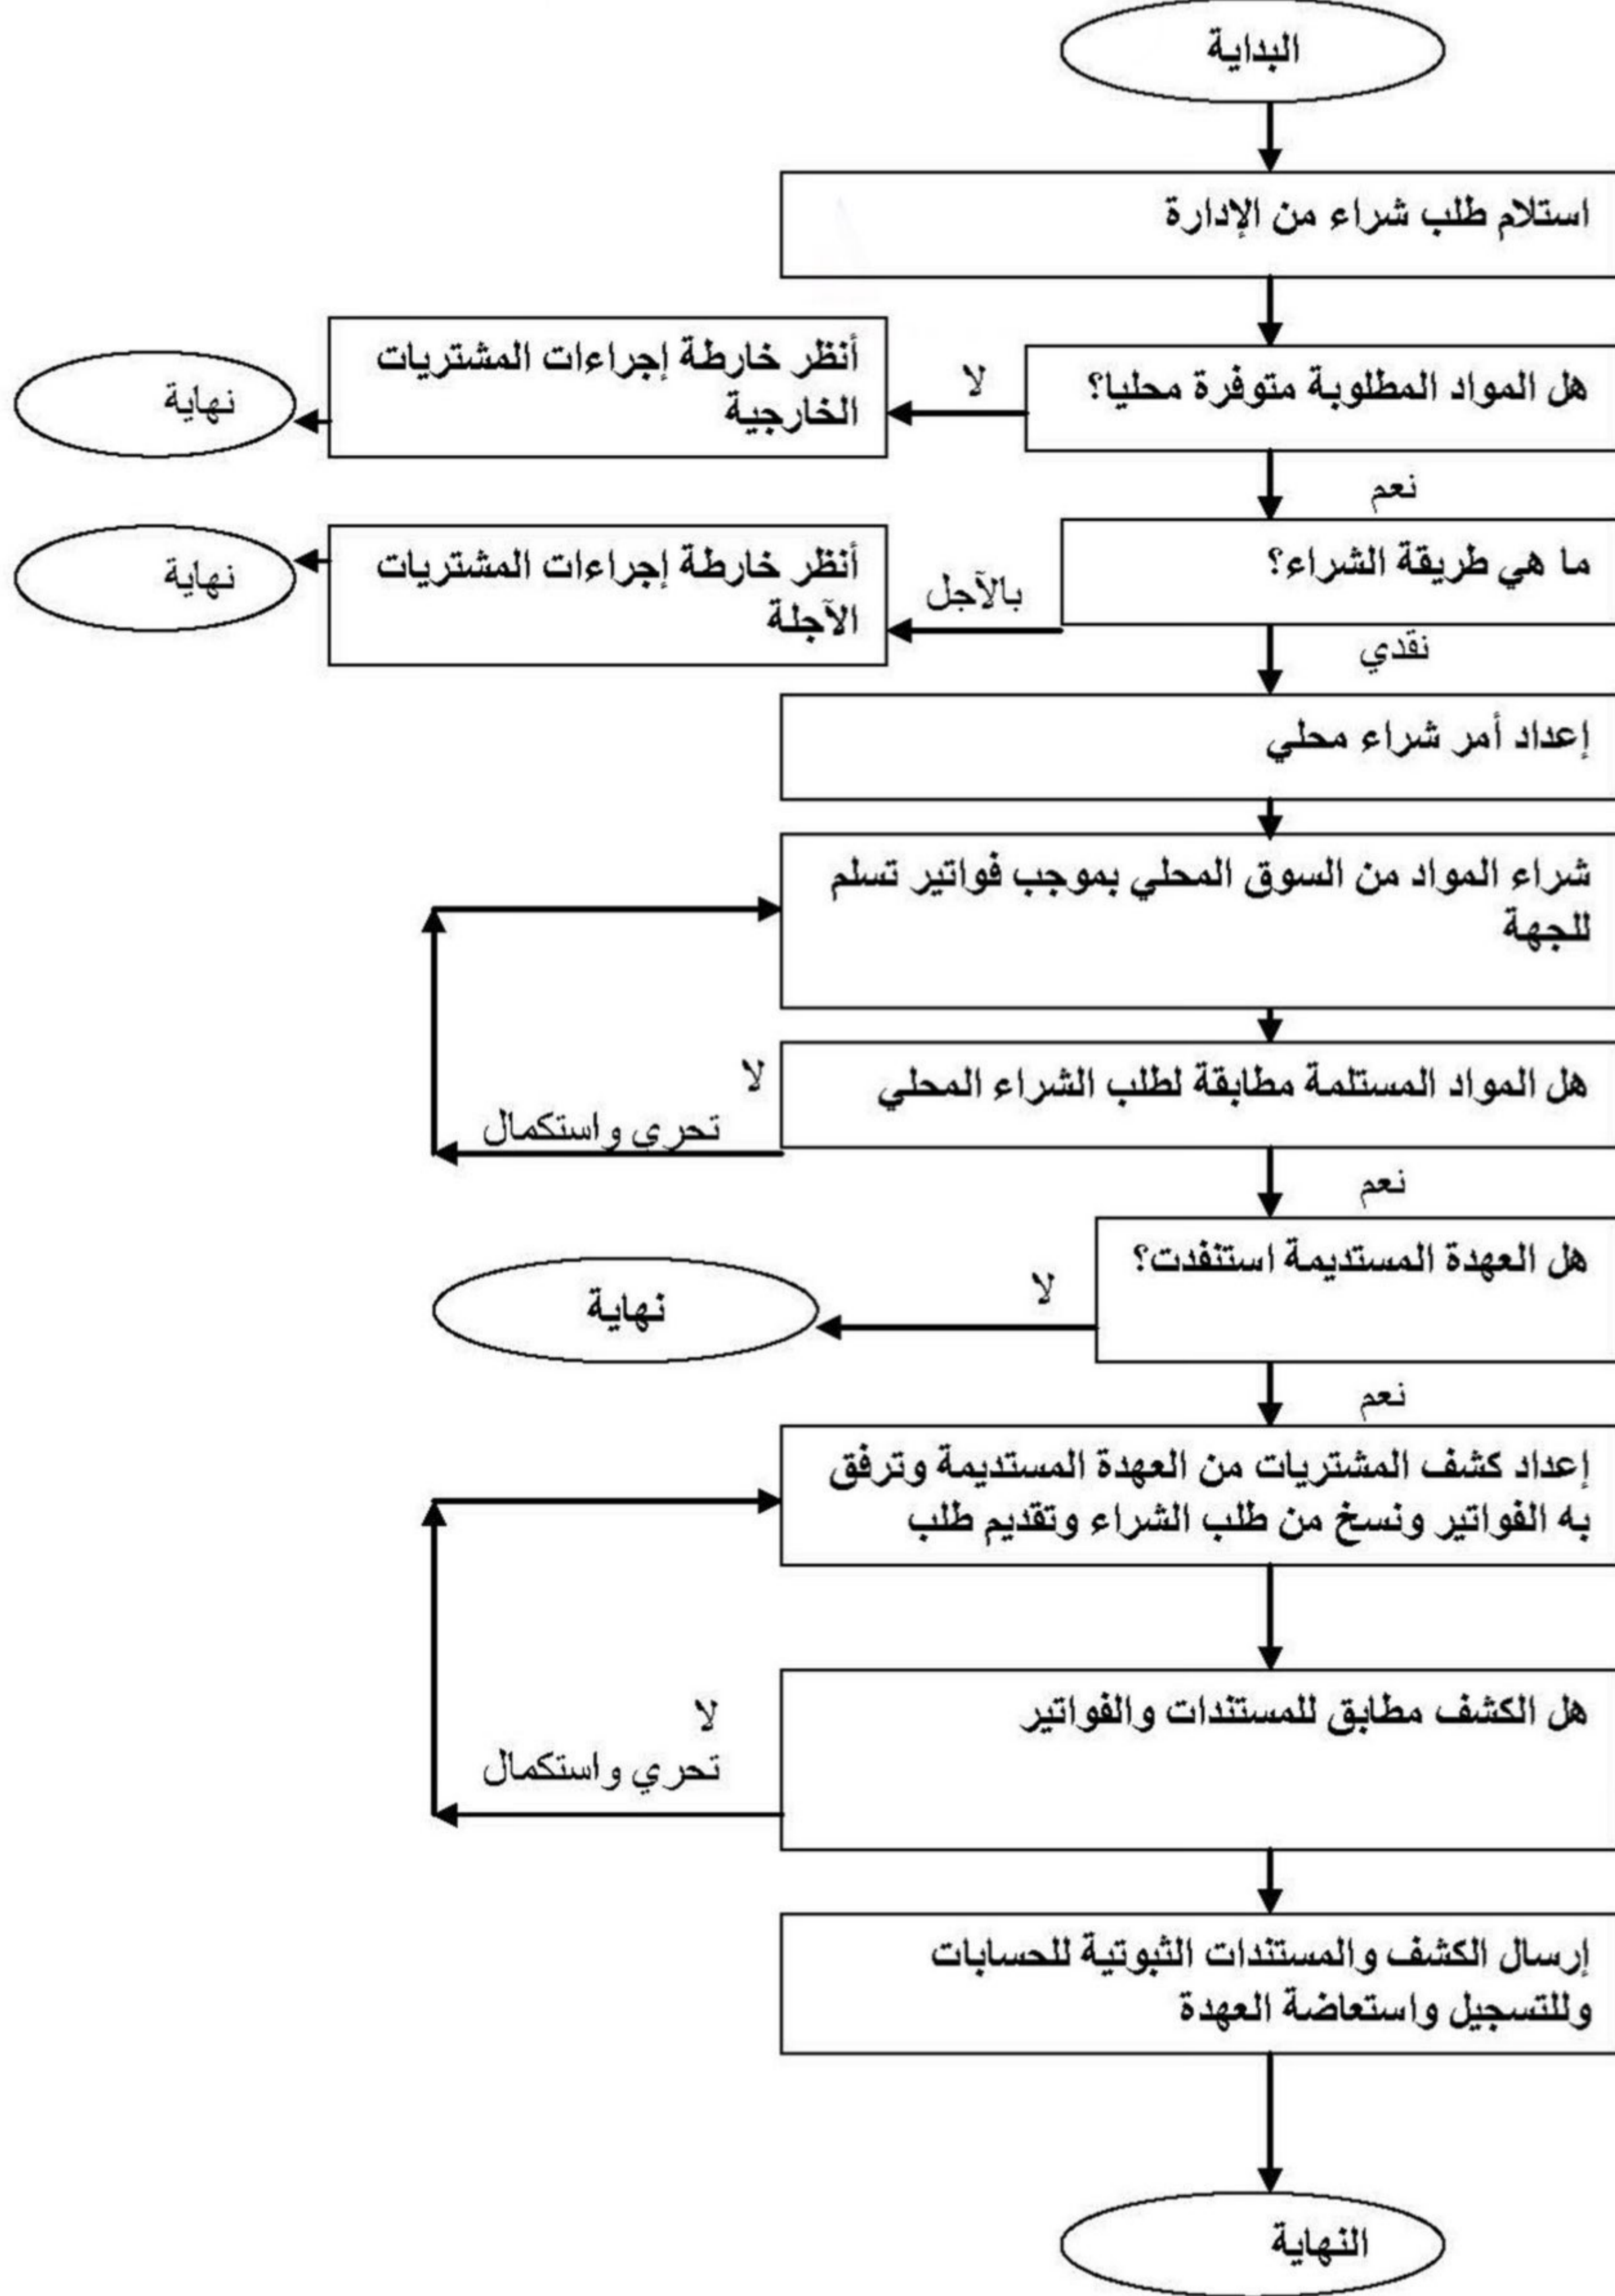 البداية
استلام طلب شراء من الإدارة
هل المواد المطلوبة متوفرة محليا؟
لا
أنظر خارطة إجراءات المشتريات
الخارجية
نهاية
نعم
ما هي طريقة الشراء؟
بالآجل
أنظر خارطة إجراءات المشتريات
الآجلة
نهاية
نقدي
إعداد أمر شراء محلي
شراء المواد من السوق المحلي بموجب فواتير تسلم
للجهة
هل المواد المستلمة مطابقة لطلب الشراء المحلي
لا
تحري واستكمال
نعم
هل العهدة المستديمة استنفدت؟
لا
نهاية
نعم
إعداد كشف المشتريات من العهدة المستديمة وترفق
به الفواتير ونسخ من طلب الشراء وتقديم طلب
هل الكشف مطابق للمستندات والفواتير
لا
تحري واستكمال
إرسال الكشف والمستندات الثبوتية للحسابات
وللتسجيل واستعاضة العهدة
النهاية